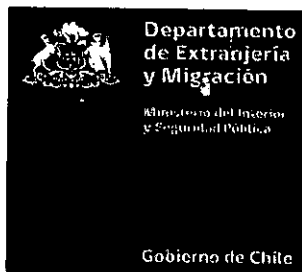 Departamento
de Extranjería
y Migración
Ministerio del Interior
y Seguridad Pública
Gobierno de Chile